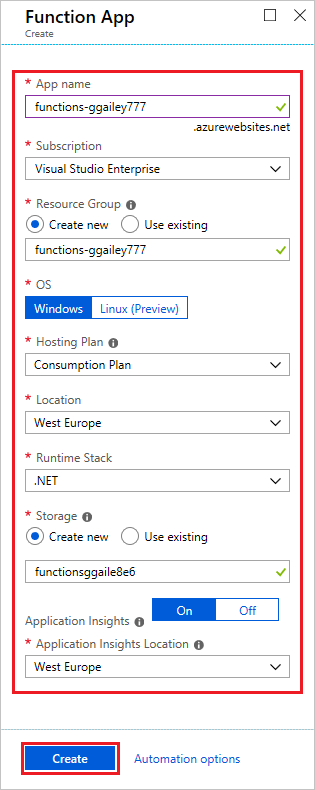 Function App
Create
* App name
functions-ggailey777
.azurewebsites.net
* Subscription
Visual Studio Enterprise
* Resource Group
Create new Use existing
functions-ggailey777
* OS
Windows Linux (Preview)
* Hosting Plan
Consumption Plan
* Location
West Europe
* Runtime Stack
.NET
* Storage
Create new Use existing
functionsggaile8e6
On Off
Application Insights
* Application Insights Location
West Europe
Create Automation options